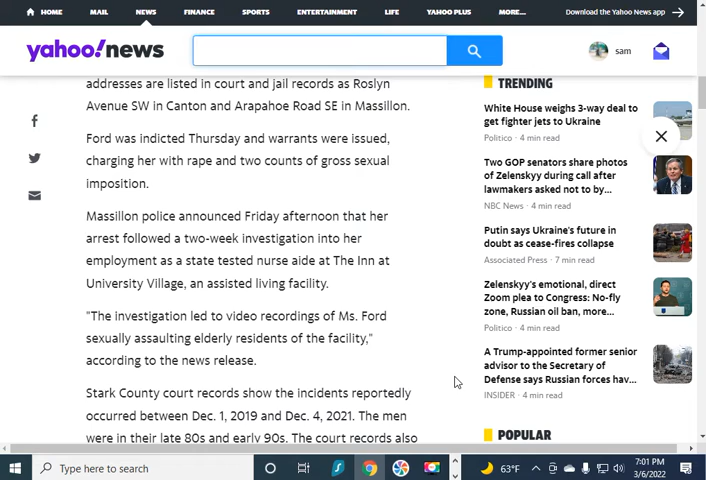 HOME
MAIL
NEWS
FINANCE
SPORTS
ENTERTAINMENT
LIFE
YAHOO PLUS
MORE...
Download the Yahoo News app
yahoo!news
sam
addresses are listed in court and jail records as Roslyn
Avenue SW in Canton and Arapahoe Road SE in Massillon.
Ford was indicted Thursday and warrants were issued,
charging her with rape and two counts of gross sexual
imposition.
Massillon police announced Friday afternoon that her
arrest followed a two-week investigation into her
employment as a state tested nurse aide at The Inn at
University Village, an assisted living facility.
"The investigation led to video recordings of Ms. Ford
sexually assaulting elderly residents of the facility,"
according to the news release.
Stark County court records show the incidents reportedly
occurred between Dec. 1, 2019 and Dec. 4, 2021. The men
were in their late 80s and early 90s. The court records also
TRENDING
White House weighs 3-way deal to
get fighter jets to Ukraine
Politico · 4 min read
Two GOP senators share photos
of Zelenskyy during call after
lawmakers asked not to by...
NBC News · 4 min read
Putin says Ukraine's future in
doubt as cease-fires collapse
Associated Press · 7 min read
Zelenskyy's emotional, direct
Zoom plea to Congress: No-fly
zone, Russian oil ban, more...
Politico · 4 min read
A Trump-appointed former senior
advisor to the Secretary of
Defense says Russian forces hav...
INSIDER · 4 min read
POPULAR
Type here to search
63°F
7:01 PM
3/6/2022